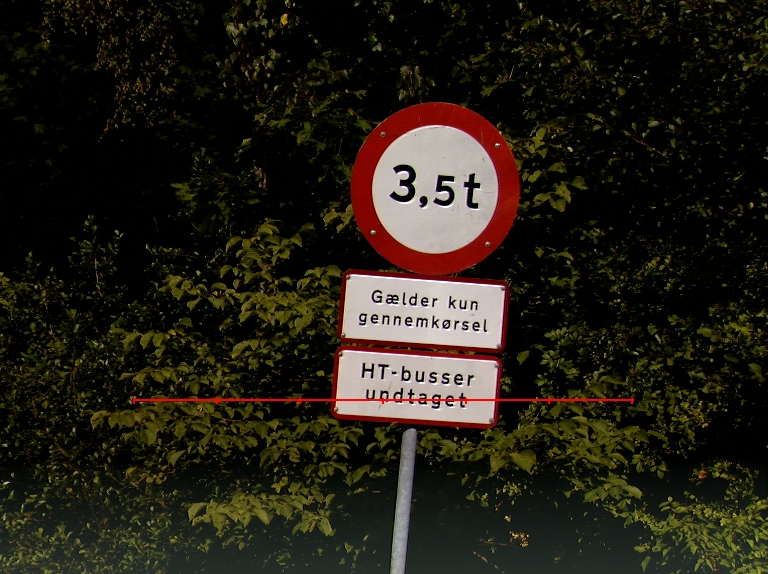 3,5t
Gælder kun
gennemkørsel
HT-busser
undtaget